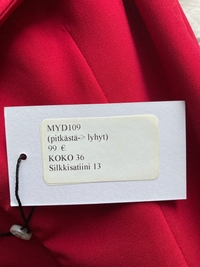 MYD109
(pitkästä-> lyhyt)
99 €
KOKO 36
Silkkisatiini 13